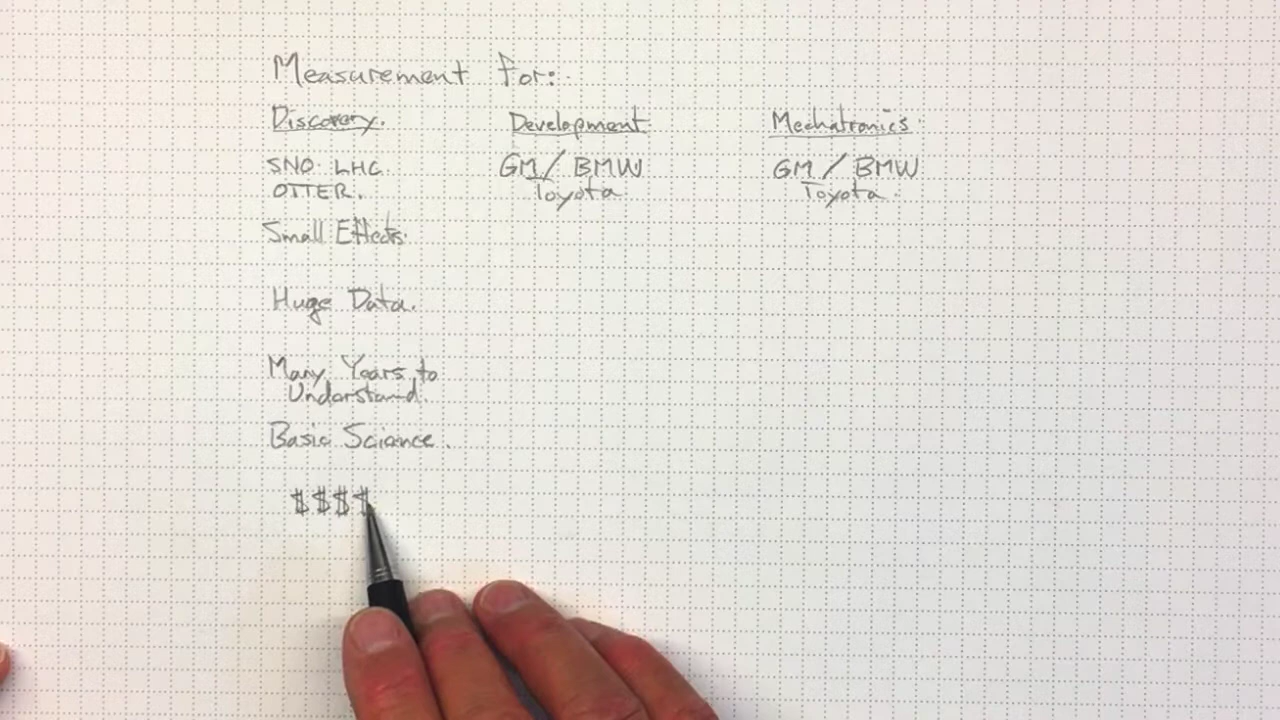 Measurement for:
Discovery. Development Mechatronics
SNO LHC GM/ BMW GM/ BMW
OTTER. Toyota Toyota
Small Effects
Huge Data.
Many Years to
Understand.
Basic Science.
$$$$